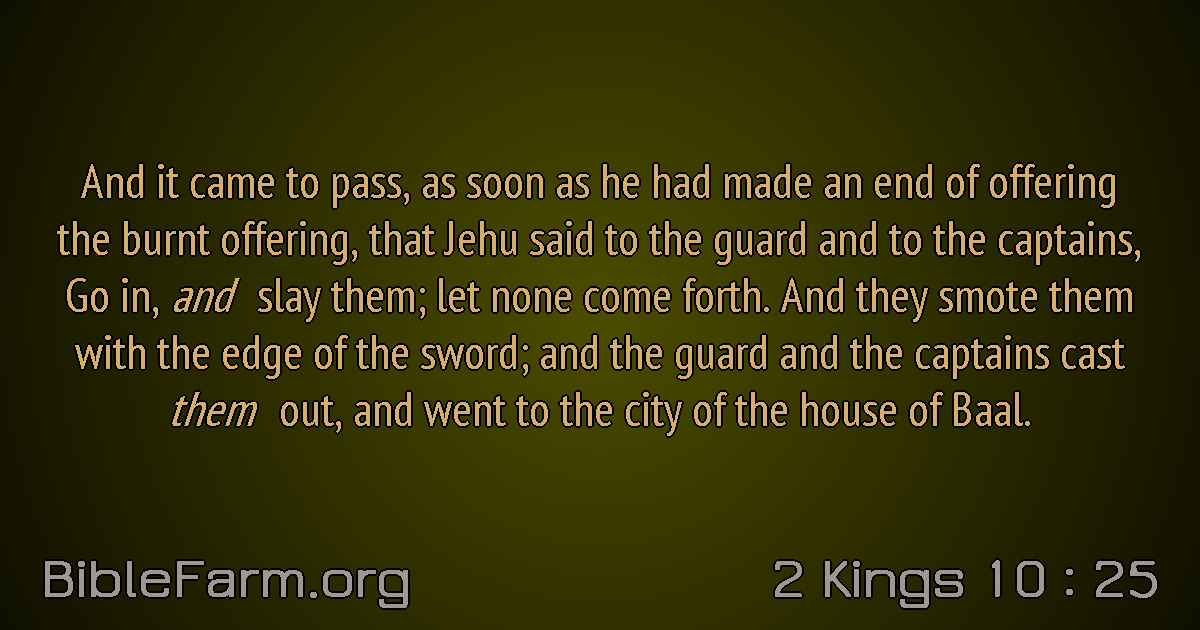 And it came to pass, as soon as he had made an end of offering
the burnt offering, that Jehu said to the guard and to the captains,
Go in, and slay them; let none come forth. And they smote them
with the edge of the sword; and the guard and the captains cast
them out, and went to the city of the house of Baal.
BibleFarm.org
2 Kings 10 : 25